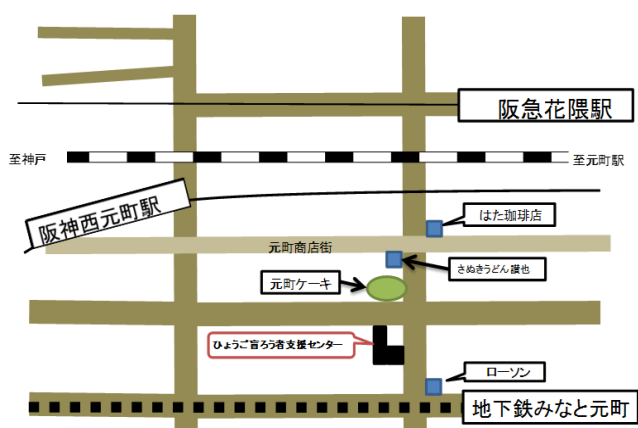 阪急花隈駅
至神戸
至元町駅
阪神西元町駅
はた珈琲店
元町商店街
さぬきうどん讃也
元町ケーキ
ひょうご盲ろう者支援センター
ローソン
地下鉄みなと元町